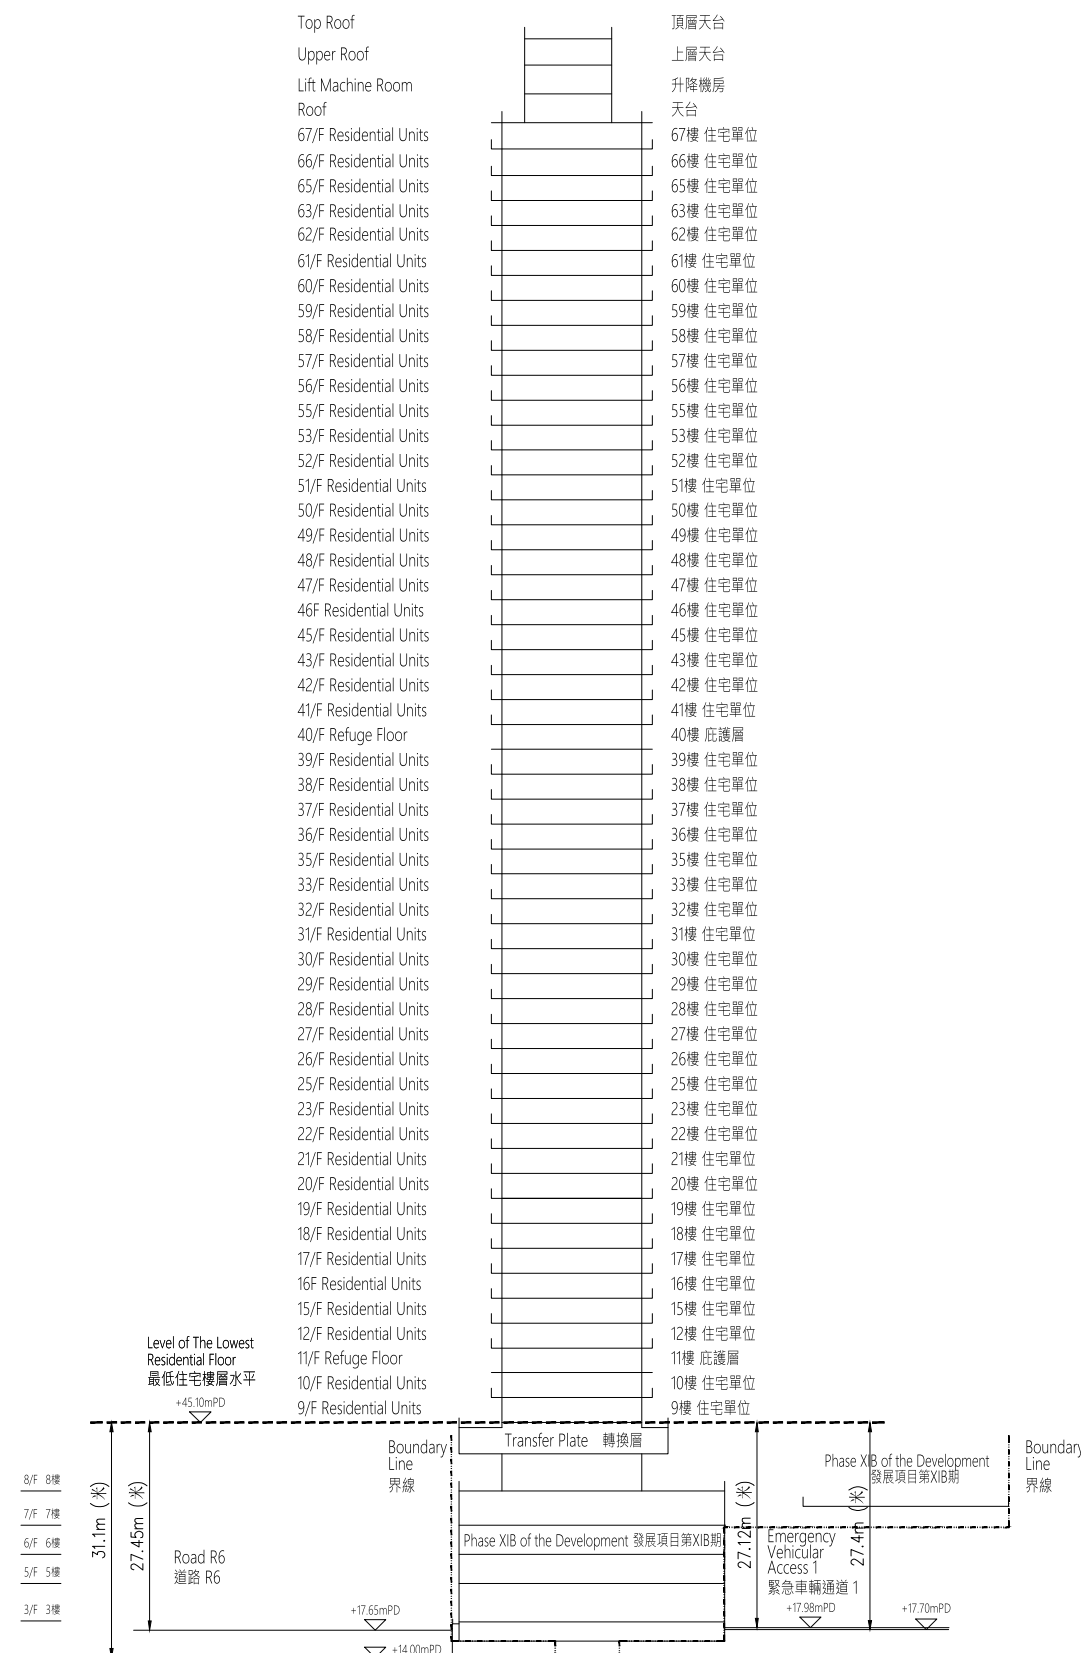 Top Roof 頂層天台
Upper Roof 上層天台
Lift Machine Room 升降機房
Roof 天台
67/F Residential Units 67樓 住宅單位
66/F Residential Units 66樓 住宅單位
65/F Residential Units 65樓 住宅單位
63/F Residential Units 63樓 住宅單位
62/F Residential Units 62樓 住宅單位
61/F Residential Units 61樓 住宅單位
60/F Residential Units 60樓 住宅單位
59/F Residential Units 59樓 住宅單位
58/F Residential Units 58樓 住宅單位
57/F Residential Units 57樓 住宅單位
56/F Residential Units 56樓 住宅單位
55/F Residential Units 55樓 住宅單位
53/F Residential Units 53樓 住宅單位
52/F Residential Units 52樓 住宅單位
51/F Residential Units 51樓 住宅單位
50/F Residential Units 50樓 住宅單位
49/F Residential Units 49樓 住宅單位
48/F Residential Units 48樓 住宅單位
47/F Residential Units 47樓 住宅單位
46F Residential Units 46樓 住宅單位
45/F Residential Units 45樓 住宅單位
43/F Residential Units 43樓 住宅單位
42/F Residential Units 42樓 住宅單位
41/F Residential Units 41樓 住宅單位
40/F Refuge Floor 40樓 庇護層
39/F Residential Units 39樓 住宅單位
38/F Residential Units 38樓 住宅單位
37/F Residential Units 37樓 住宅單位
36/F Residential Units 36樓 住宅單位
35/F Residential Units 35樓 住宅單位
33/F Residential Units 33樓 住宅單位
32/F Residential Units 32樓 住宅單位
31/F Residential Units 31樓 住宅單位
30/F Residential Units 30樓 住宅單位
29/F Residential Units 29樓 住宅單位
28/F Residential Units 28樓 住宅單位
27/F Residential Units 27樓 住宅單位
26/F Residential Units 26樓 住宅單位
25/F Residential Units 25樓 住宅單位
23/F Residential Units 23樓 住宅單位
22/F Residential Units 22樓 住宅單位
21/F Residential Units 21樓 住宅單位
20/F Residential Units 20樓 住宅單位
19/F Residential Units 19樓 住宅單位
18/F Residential Units 18樓 住宅單位
17/F Residential Units 17樓 住宅單位
16F Residential Units 16樓 住宅單位
15/F Residential Units 15樓 住宅單位
12/F Residential Units 12樓 住宅單位
11/F Refuge Floor 11樓 庇護層
10/F Residential Units 10樓 住宅單位
9/F Residential Units 9樓 住宅單位
Level of The Lowest
Residential Floor
最低住宅樓層水平
+45.10mPD
Transfer Plate 轉換層
Boundary
Line
界線
Phase XIB of the Development
發展項目第XIB期
Boundary
Line
界線
8/F 8樓
7/F 7樓
6/F 6樓
5/F 5樓
3/F 3樓
31.1m (米)
27.45m (米)
Road R6
道路 R6
Phase XIB of the Development 發展項目第XIB期
27.12m (米)
Emergency
Vehicular
Access 1
緊急車輛通道 1
27.4m (米)
+17.65mPD
+17.98mPD
+17.70mPD
+14.00mPD